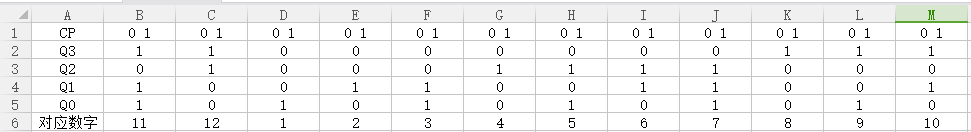 A B C D E F G H I J K L M
1 CP 0 1 0 1 0 1 0 1 0 1 0 1 0 1 0 1 0 1 0 1 0 1 0 1
2 Q3 1 1 0 0 0 0 0 0 0 1 1 1
3 Q2 0 1 0 0 0 1 1 1 1 0 0 0
4 Q1 1 0 0 1 1 0 0 1 1 0 0 1
5 Q0 1 0 1 0 1 0 1 0 1 0 1 0
6 对应数字 11 12 1 2 3 4 5 6 7 8 9 10